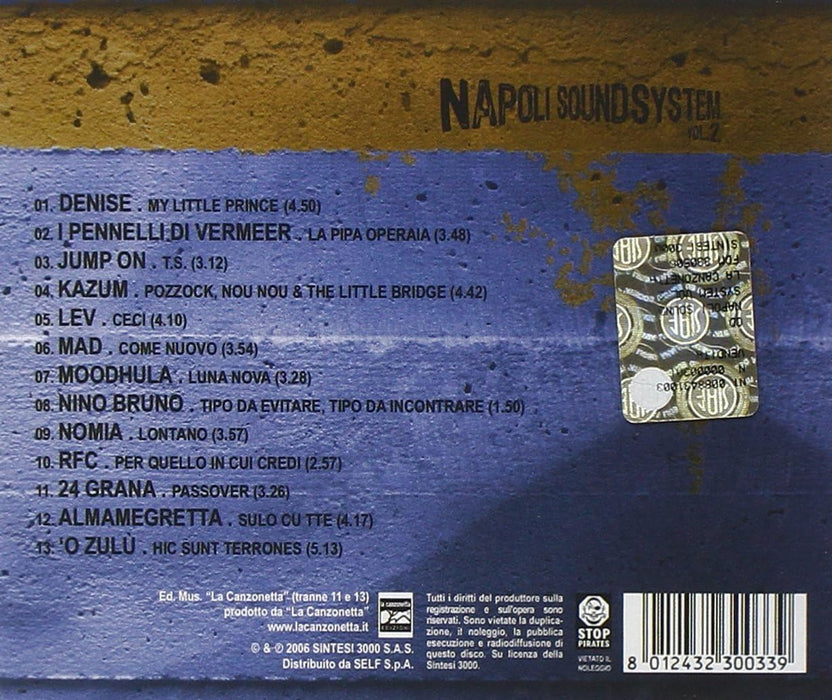 NAPOLI SOUNDSYSTEM
VOL. 2
01. DENISE . MY LITTLE PRINCE (4.50)
02. I PENNELLI DI VERMEER . LA PIPA OPERAIA (3.48)
03. JUMP ON . T.S. (3.12)
04. KAZUM . POZZOCK, NOU NOU & THE LITTLE BRIDGE (4.42)
05. LEV . CECI (4.10)
06. MAD . COME NUOVO (3.54)
07. MOODHULA . LUNA NOVA (3.28)
08. NINO BRUNO . TIPO DA EVITARE, TIPO DA INCONTRARE (1.50)
09. NOMIA . LONTANO (3.57)
10. RFC . PER QUELLO IN CUI CREDI (2.57)
11. 24 GRANA . PASSOVER (3.26)
12. ALMAMEGRETTA . SULO CU TTE (4.17)
13. 'O ZULÙ . HIC SUNT TERRONES (5.13)
Ed. Mus. "La Canzonetta" (tranne 11 e 13)
prodotto da "La Canzonetta"
www.lacanzonetta.it
© & ℗ 2006 SINTESI 3000 S.A.S.
Distribuito da SELF S.p.A.
la canzonetta
EDIZIONI
Tutti i diritti del produttore sulla
registrazione e sull'opera sono
riservati. Sono vietate la duplica-
zione, il noleggio, la pubblica
esecuzione e radiodiffusione di
questo disco. Su licenza della
Sintesi 3000.
STOP
PIRATES
VIETATO IL
NOLEGGIO
8 012432 300339
SIAE
LA CANZONETTA